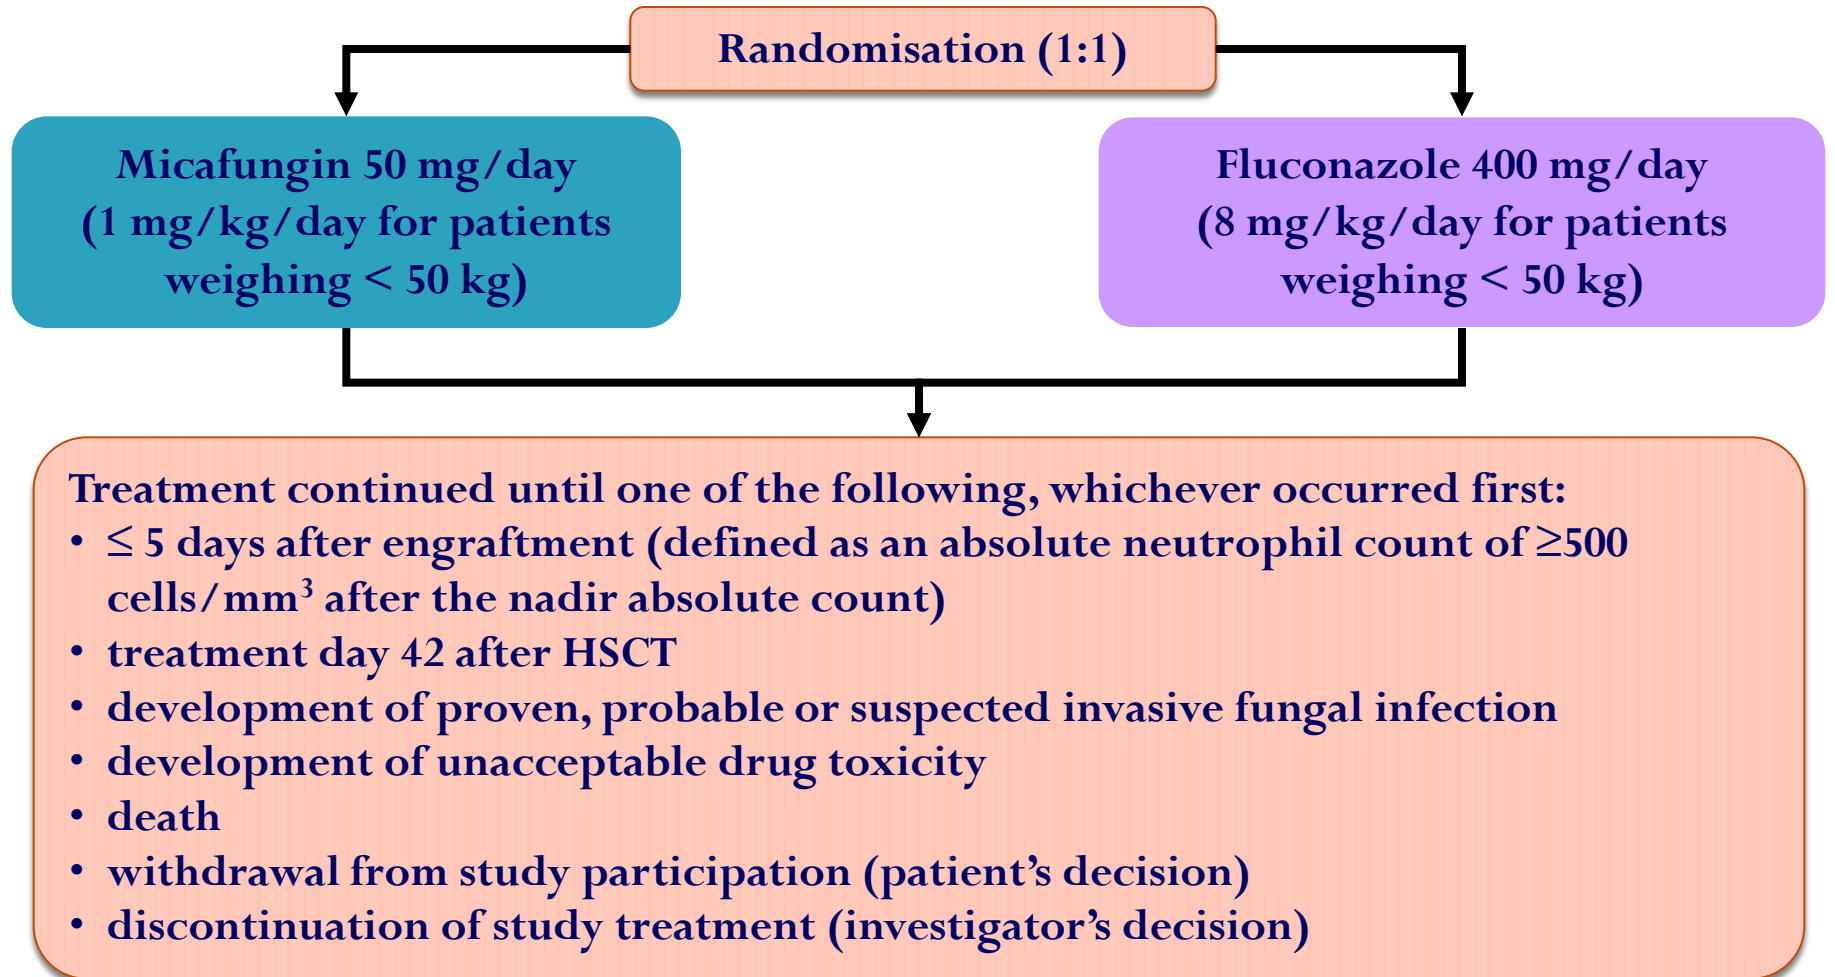 Randomisation (1:1)
Micafungin 50 mg/day
(1 mg/kg/day for patients
weighing < 50 kg)
Fluconazole 400 mg/day
(8 mg/kg/day for patients
weighing < 50 kg)
Treatment continued until one of the following, whichever occurred first:
• ≤ 5 days after engraftment (defined as an absolute neutrophil count of ≥500
cells/mm³ after the nadir absolute count)
• treatment day 42 after HSCT
• development of proven, probable or suspected invasive fungal infection
• development of unacceptable drug toxicity
• death
• withdrawal from study participation (patient’s decision)
• discontinuation of study treatment (investigator’s decision)